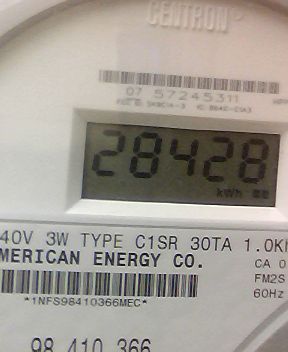 CENTRON®
07 57245311
28428
kWh
40V 3W TYPE C1SR 30TA 1.0Kh
MERICAN ENERGY CO.
CA 0
FM2S
60Hz
*1NFS98410366MEC*
98 410 366